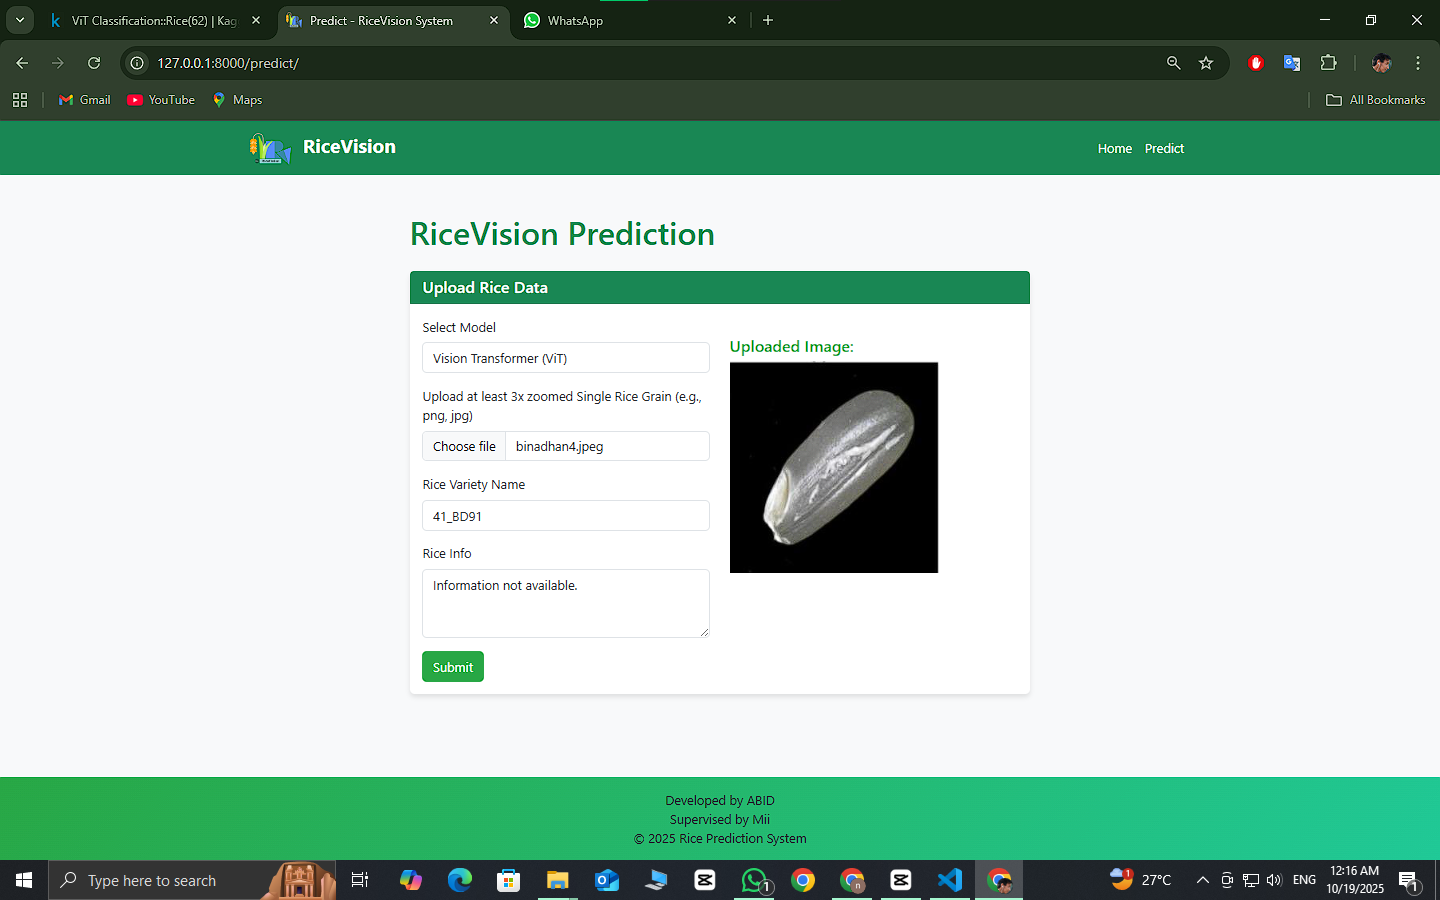 ViT Classification::Rice(62) | Kag
Predict - RiceVision System
WhatsApp
127.0.0.1:8000/predict/
Gmail
YouTube
Maps
All Bookmarks
RiceVision
Home
Predict
RiceVision Prediction
Upload Rice Data
Select Model
Vision Transformer (ViT)
Upload at least 3x zoomed Single Rice Grain (e.g.,
png, jpg)
Choose file
binadhan4.jpeg
Rice Variety Name
41_BD91
Rice Info
Information not available.
Submit
Uploaded Image:
Developed by ABID
Supervised by Mii
© 2025 Rice Prediction System
Type here to search
1
n
1
27°C
ENG
12:16 AM
10/19/2025
1